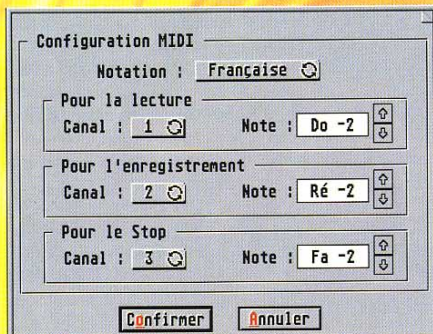 Configuration MIDI
Notation : Française
Pour la lecture
Canal : 1 Note : Do -2
Pour l'enregistrement
Canal : 2 Note : Ré -2
Pour le Stop
Canal : 3 Note : Fa -2
Confirmer Annuler